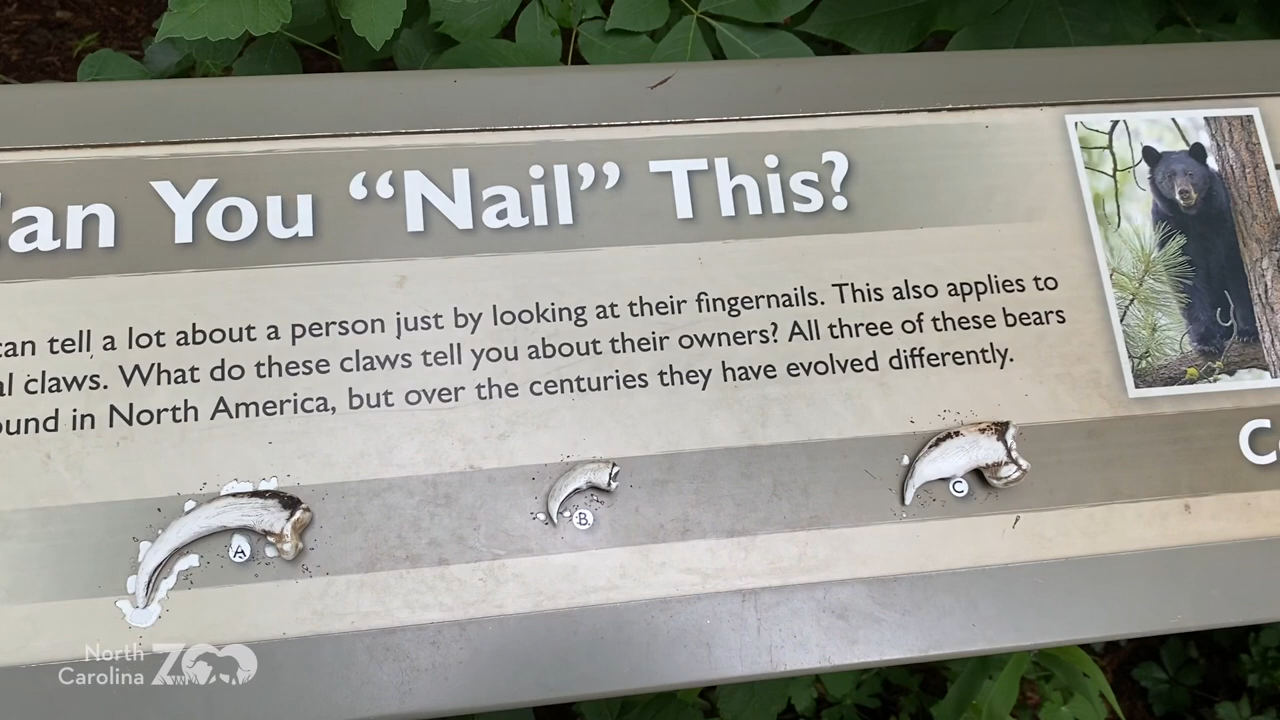 an You “Nail” This?
can tell a lot about a person just by looking at their fingernails. This also applies to
al claws. What do these claws tell you about their owners? All three of these bears
ound in North America, but over the centuries they have evolved differently.
A
B
C
C
North
Carolina ZOO